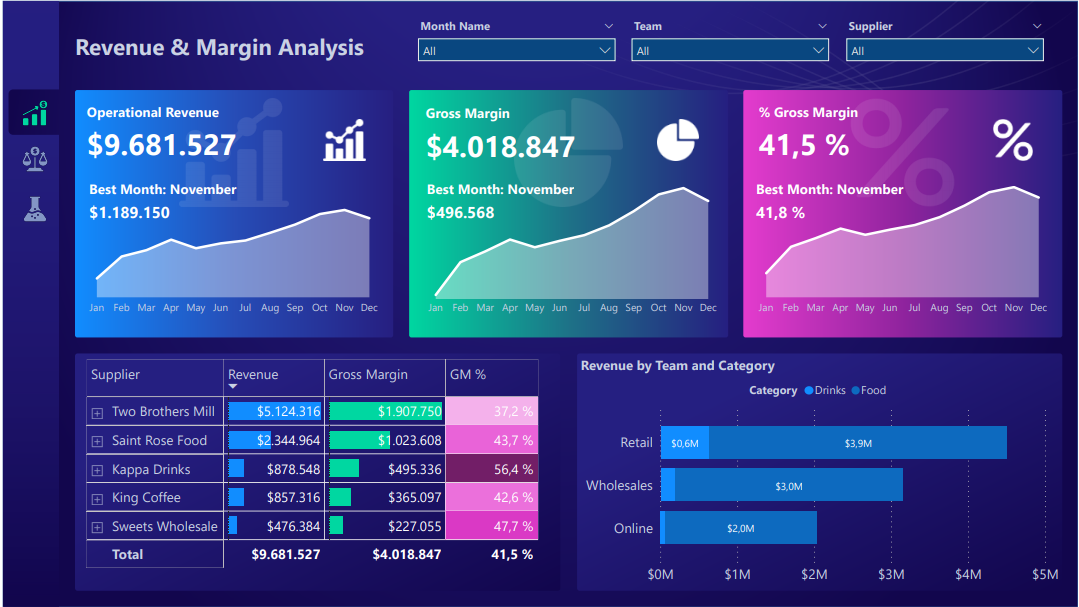 Revenue & Margin Analysis
Month Name
All
Team
All
Supplier
All
Operational Revenue
$9.681.527
Best Month: November
$1.189.150
Jan Feb Mar Apr May Jun Jul Aug Sep Oct Nov Dec
Gross Margin
$4.018.847
Best Month: November
$496.568
Jan Feb Mar Apr May Jun Jul Aug Sep Oct Nov Dec
% Gross Margin
41,5 %
%
Best Month: November
41,8 %
Jan Feb Mar Apr May Jun Jul Aug Sep Oct Nov Dec
Supplier Revenue Gross Margin GM %
Two Brothers Mill $5.124.316 $1.907.750 37,2 %
Saint Rose Food $2.344.964 $1.023.608 43,7 %
Kappa Drinks $878.548 $495.336 56,4 %
King Coffee $857.316 $365.097 42,6 %
Sweets Wholesale $476.384 $227.055 47,7 %
Total $9.681.527 $4.018.847 41,5 %
Revenue by Team and Category
Category Drinks Food
Retail $0,6M $3,9M
Wholesales $3,0M
Online $2,0M
$0M $1M $2M $3M $4M $5M